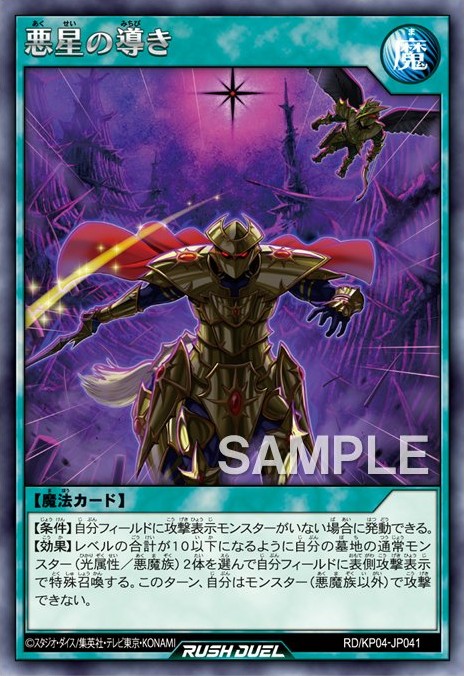 悪星の導き
魔
SAMPLE
【魔法カード】
【条件】自分フィールドに攻撃表示モンスターがいない場合に発動できる。
【効果】レベルの合計が10以下になるように自分の墓地の通常モン
スター(光属性/悪魔族)2体を選んで自分フィールドに表側攻撃表示
で特殊召喚する。このターン、自分はモンスター(悪魔族以外)で攻撃
できない。
©スタジオ・ダイス/集英社・テレビ東京・KONAMI
RUSH DUEL
RD/KP04-JP041